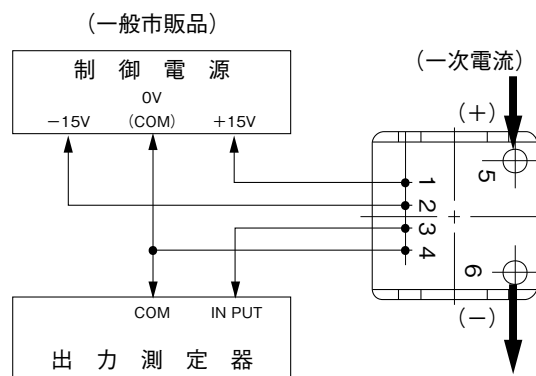 （一般市販品）
制 御 電 源
0V
−15V （COM） +15V
（一次電流）
（+）
5
1
2
3
4
6
（−）
COM IN PUT
出 力 測 定 器